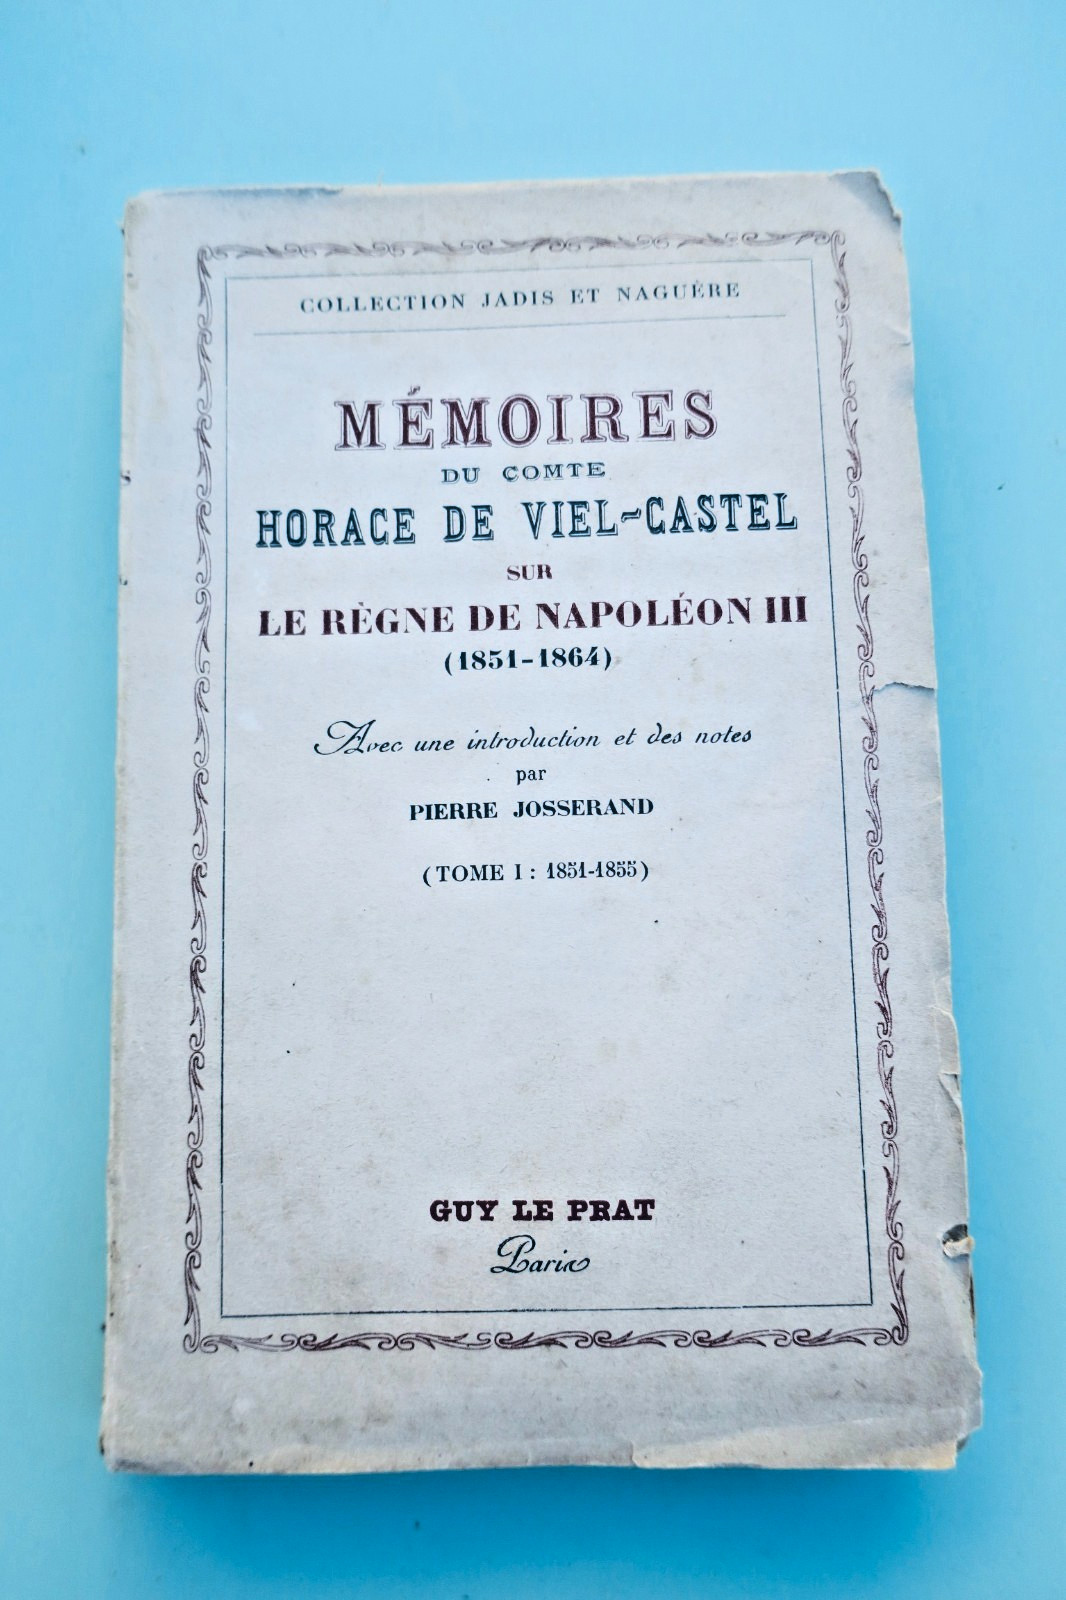 COLLECTION JADIS ET NAGUÈRE
MÉMOIRES
DU COMTE
HORACE DE VIEL-CASTEL
SUR
LE RÈGNE DE NAPOLÉON III
(1851-1864)
Avec une introduction et des notes
par
PIERRE JOSSERAND
(TOME I : 1851-1855)
GUY LE PRAT
Paris